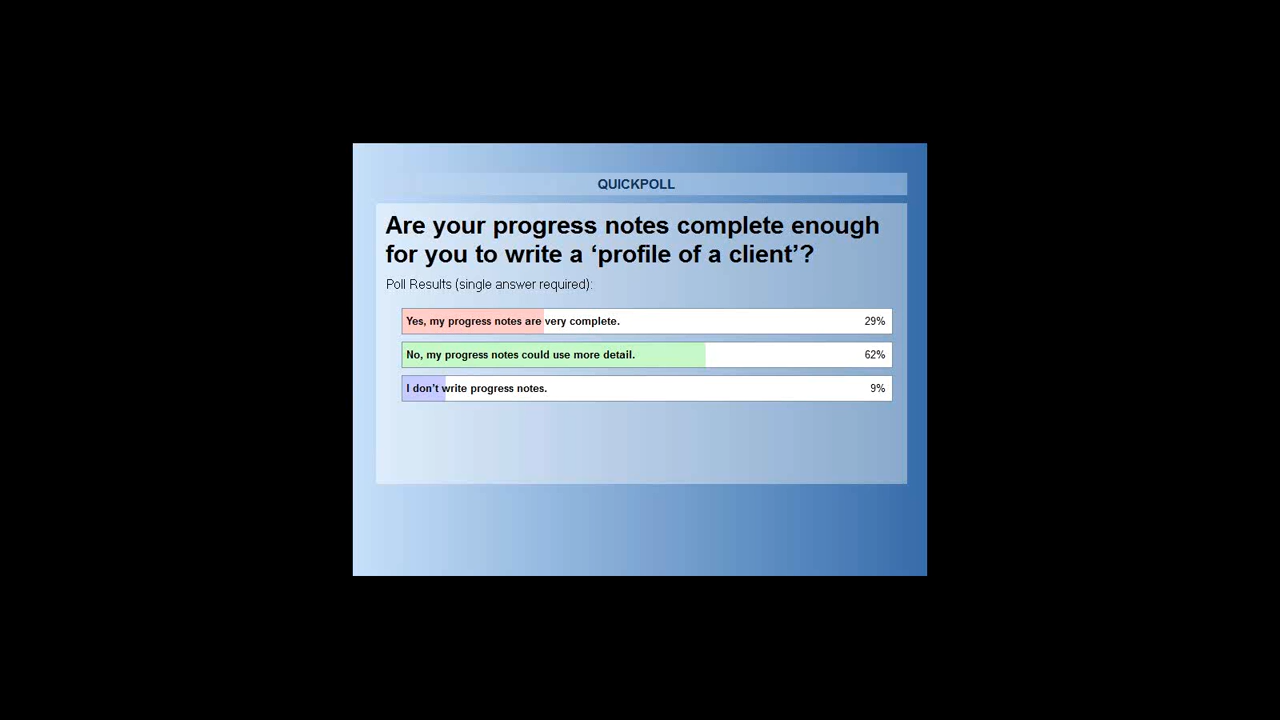 QUICKPOLL
Are your progress notes complete enough
for you to write a ‘profile of a client’?
Poll Results (single answer required):
Yes, my progress notes are very complete. 29%
No, my progress notes could use more detail. 62%
I don’t write progress notes. 9%